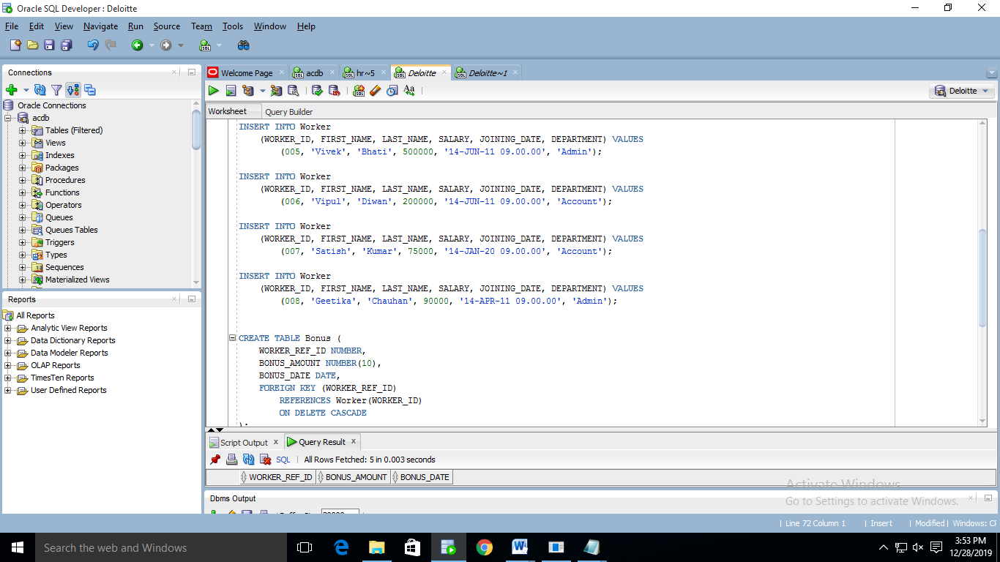 Oracle SQL Developer : Deloitte
File Edit View Navigate Run Source Team Tools Window Help
Connections
Oracle Connections
acdb
Tables (Filtered)
Views
Indexes
Packages
Procedures
Functions
Operators
Queues
Queues Tables
Triggers
Types
Sequences
Materialized Views
Reports
All Reports
Analytic View Reports
Data Dictionary Reports
Data Modeler Reports
OLAP Reports
TimesTen Reports
User Defined Reports
Welcome Page acdb hr~5 Deloitte Deloitte~1
Deloitte
Worksheet Query Builder
INSERT INTO Worker
(WORKER_ID, FIRST_NAME, LAST_NAME, SALARY, JOINING_DATE, DEPARTMENT) VALUES
(005, 'Vivek', 'Bhati', 500000, '14-JUN-11 09.00.00', 'Admin');
INSERT INTO Worker
(WORKER_ID, FIRST_NAME, LAST_NAME, SALARY, JOINING_DATE, DEPARTMENT) VALUES
(006, 'Vipul', 'Diwan', 200000, '14-JUN-11 09.00.00', 'Account');
INSERT INTO Worker
(WORKER_ID, FIRST_NAME, LAST_NAME, SALARY, JOINING_DATE, DEPARTMENT) VALUES
(007, 'Satish', 'Kumar', 75000, '14-JAN-20 09.00.00', 'Account');
INSERT INTO Worker
(WORKER_ID, FIRST_NAME, LAST_NAME, SALARY, JOINING_DATE, DEPARTMENT) VALUES
(008, 'Geetika', 'Chauhan', 90000, '14-APR-11 09.00.00', 'Admin');
CREATE TABLE Bonus (
WORKER_REF_ID NUMBER,
BONUS_AMOUNT NUMBER(10),
BONUS_DATE DATE,
FOREIGN KEY (WORKER_REF_ID)
REFERENCES Worker(WORKER_ID)
ON DELETE CASCADE
);
Script Output x Query Result x
SQL | All Rows Fetched: 5 in 0.003 seconds
WORKER_REF_ID BONUS_AMOUNT BONUS_DATE
Activate Windows
Go to Settings to activate Windows.
Dbms Output
| Line 72 Column 1 | Insert | Modified | Windows: CF
Search the web and Windows
3:53 PM
12/28/2019